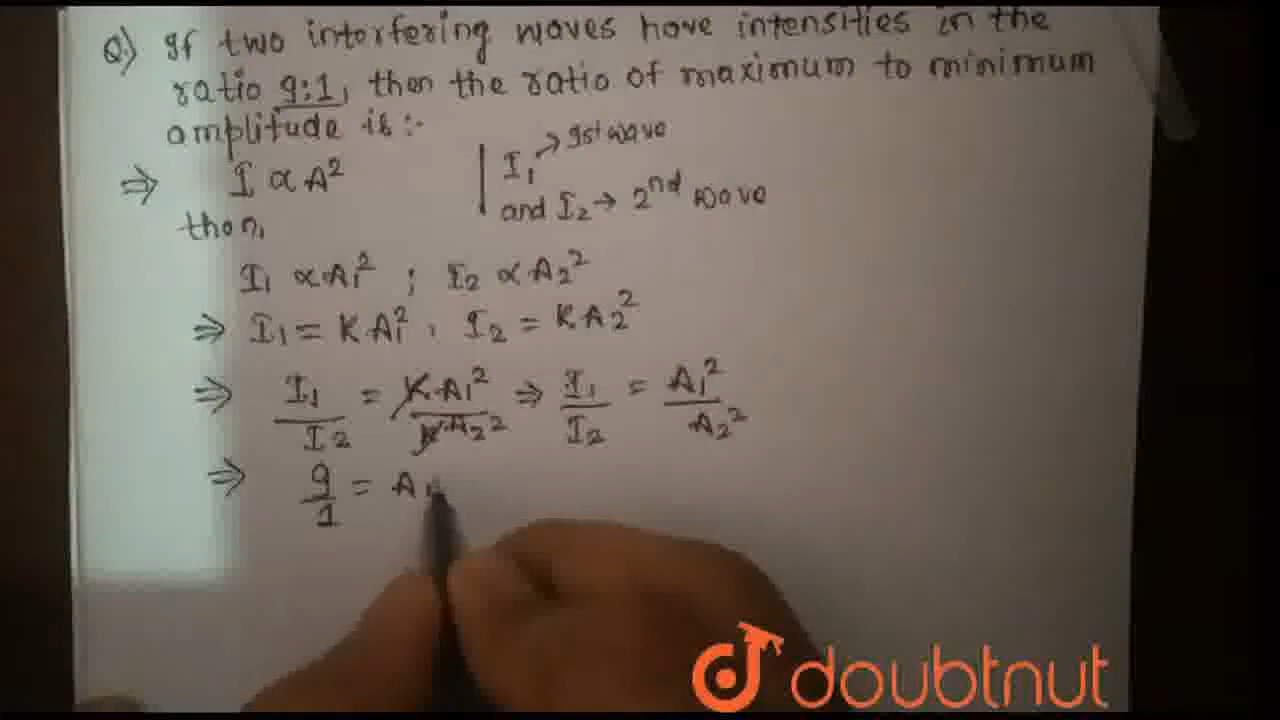 Q.) If two interfering waves have intensities in the
ratio 9:1, then the ratio of maximum to minimum
amplitude is :-
⇒ I ∝ A²
I₁ → Ist wave
and I₂ → 2nd wave
then,
I₁ ∝ A₁² ; I₂ ∝ A₂²
⇒ I₁ = KA₁² , I₂ = KA₂²
⇒ I₁/I₂ = KA₁²/KA₂² ⇒ I₁/I₂ = A₁²/A₂²
⇒ 9/1 = A₁
doubtnut